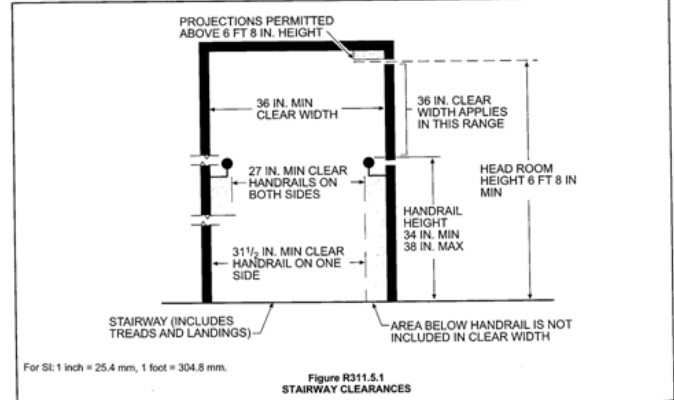 PROJECTIONS PERMITTED
ABOVE 6 FT 8 IN. HEIGHT
36 IN. MIN
CLEAR WIDTH
36 IN. CLEAR
WIDTH APPLIES
IN THIS RANGE
27 IN. MIN CLEAR
HANDRAILS ON
BOTH SIDES
HEAD ROOM
HEIGHT 6 FT 8 IN
MIN
HANDRAIL
HEIGHT
34 IN. MIN
38 IN. MAX
31 1/2 IN. MIN CLEAR
HANDRAIL ON ONE
SIDE
STAIRWAY (INCLUDES
TREADS AND LANDINGS)
AREA BELOW HANDRAIL IS NOT
INCLUDED IN CLEAR WIDTH
For SI: 1 inch = 25.4 mm, 1 foot = 304.8 mm.
Figure R311.5.1
STAIRWAY CLEARANCES